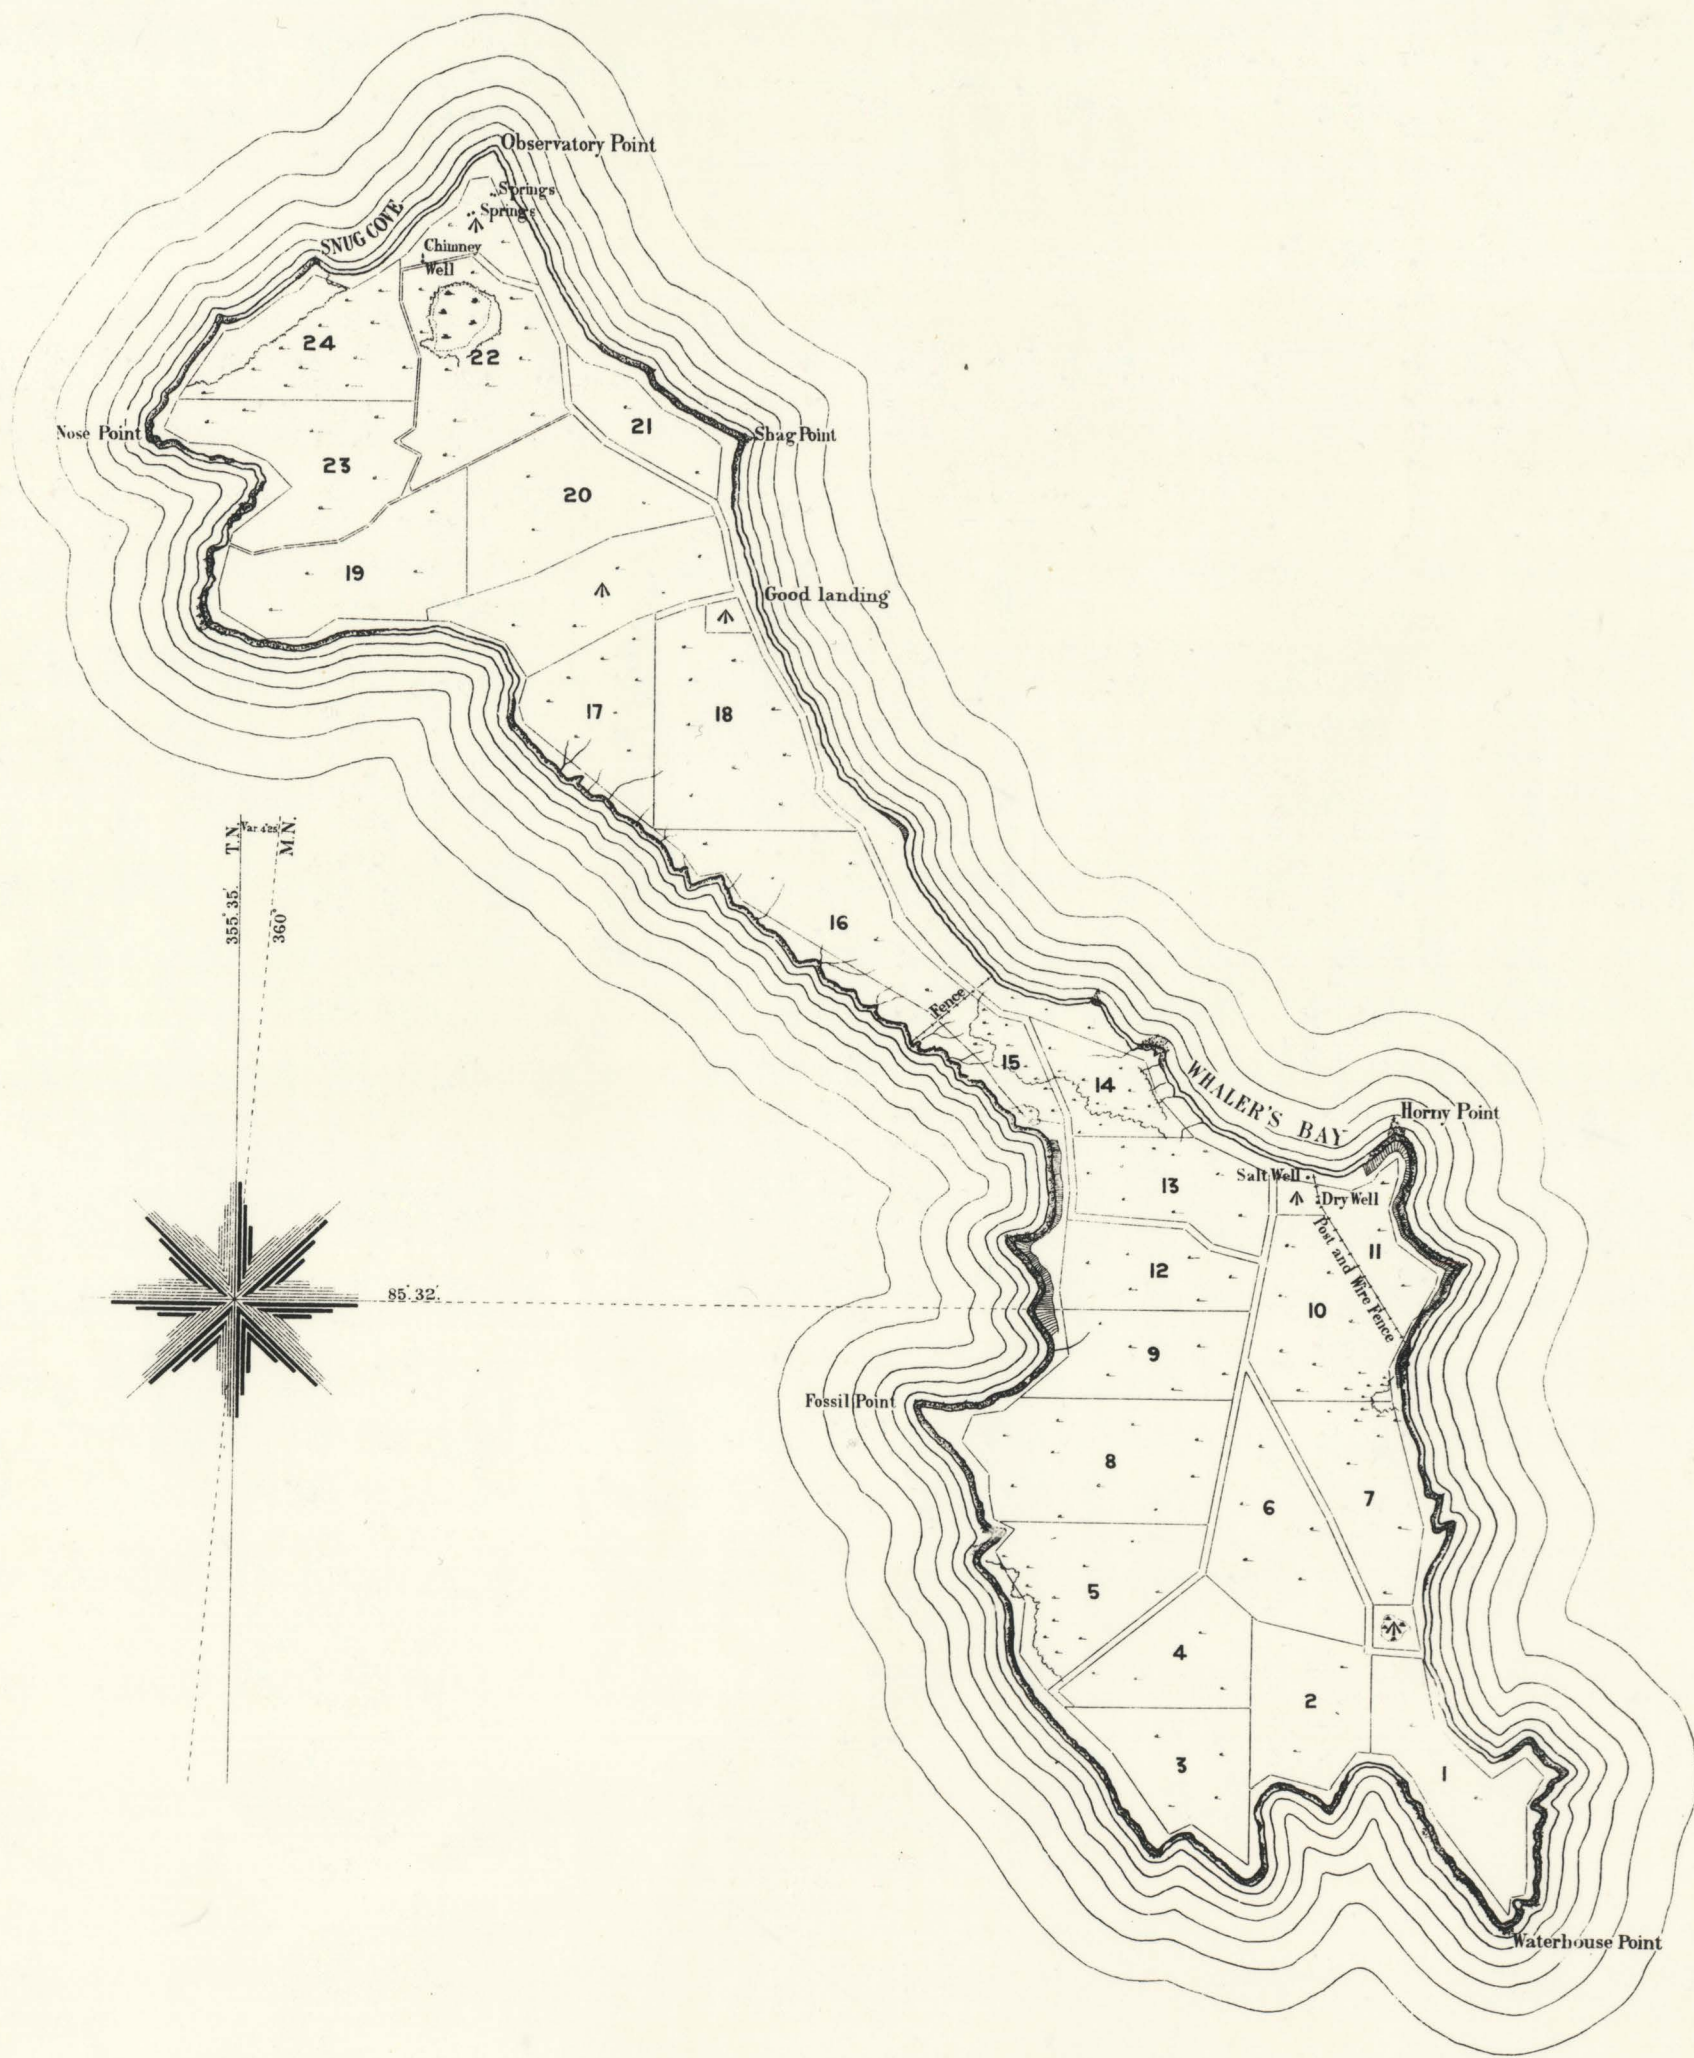 Observatory Point
Springs
Springs
SNUG COVE
Chimney
Well
24
22
Nose Point
21
Shag Point
23
20
19
Good landing
17
18
T.N.
Var. 4°25'
M.N.
355°.35'.
360°
16
Fence
15
14
WHALER'S BAY
Horny Point
Salt Well
Dry Well
13
Post and Wire Fence
11
12
85°.32'.
10
9
Fossil Point
8
7
6
5
4
2
3
1
Waterhouse Point